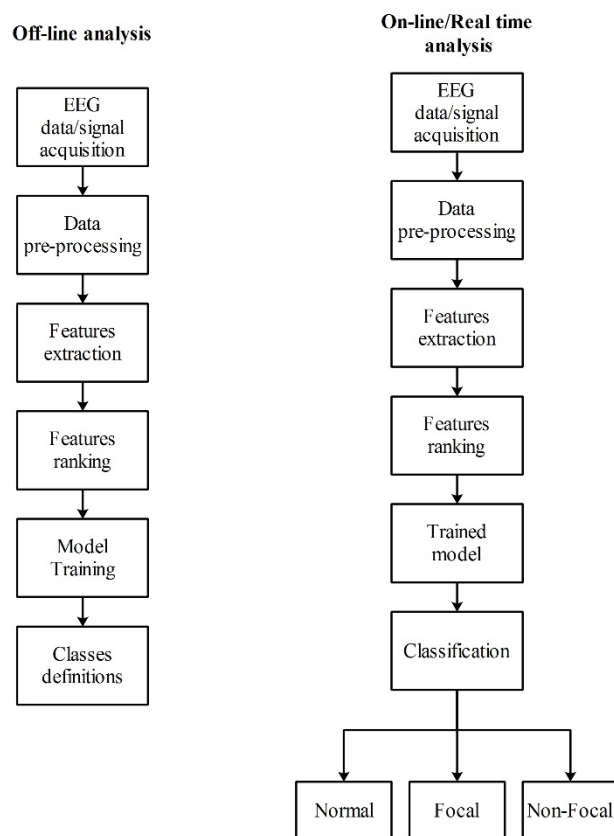 Off-line analysis
EEG
data/signal
acquisition
Data
pre-processing
Features
extraction
Features
ranking
Model
Training
Classes
definitions
On-line/Real time
analysis
EEG
data/signal
acquisition
Data
pre-processing
Features
extraction
Features
ranking
Trained
model
Classification
Normal
Focal
Non-Focal